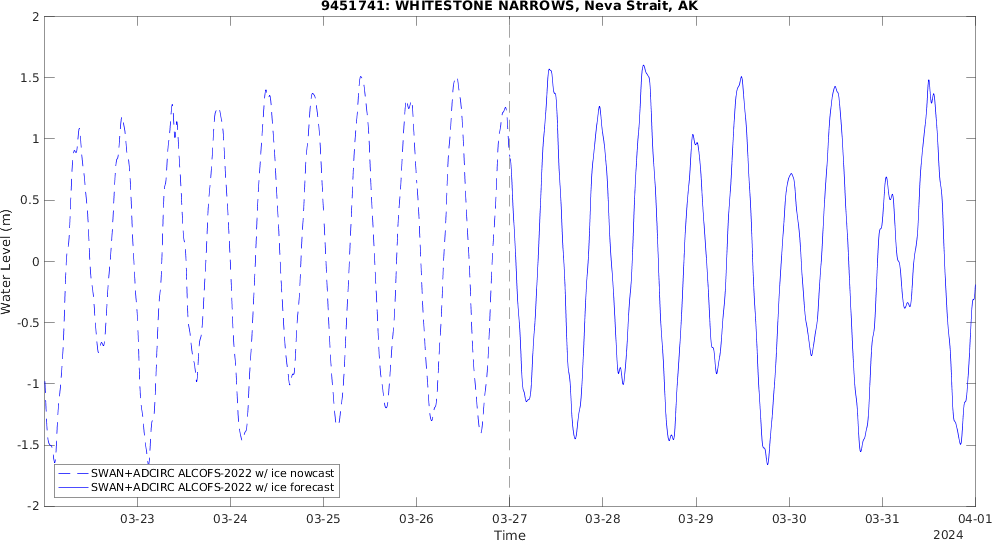 9451741: WHITESTONE NARROWS, Neva Strait, AK
Water Level (m)
2
1.5
1
0.5
0
-0.5
-1
-1.5
-2
SWAN+ADCIRC ALCOFS-2022 w/ ice nowcast
SWAN+ADCIRC ALCOFS-2022 w/ ice forecast
03-23 03-24 03-25 03-26 03-27 03-28 03-29 03-30 03-31 04-01
Time
2024